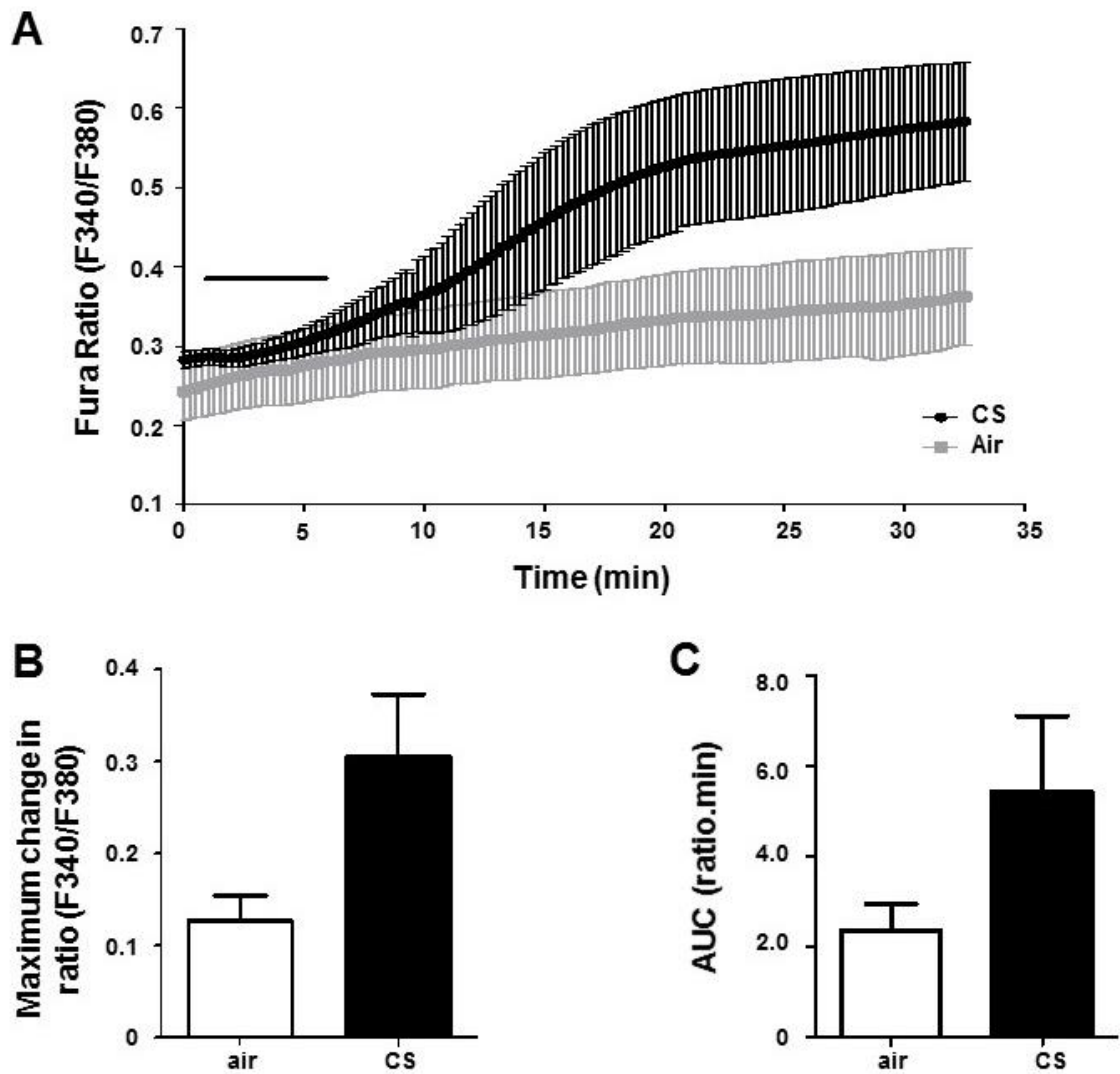 A
Fura Ratio (F340/F380)
0.7
0.6
0.5
0.4
0.3
0.2
0.1
CS
Air
0 5 10 15 20 25 30 35
Time (min)
B
Maximum change in
ratio (F340/F380)
0.4
0.3
0.2
0.1
0
air CS
C
AUC (ratio.min)
8.0
6.0
4.0
2.0
0
air CS